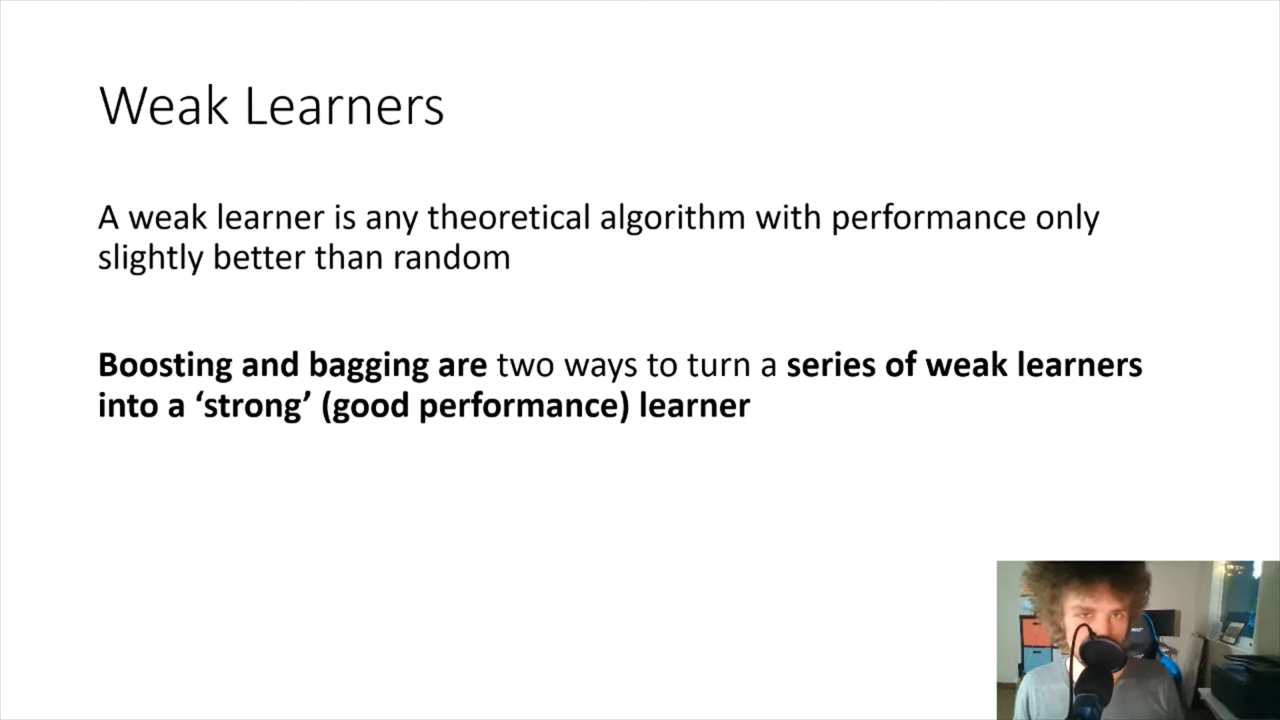 Weak Learners
A weak learner is any theoretical algorithm with performance only
slightly better than random
Boosting and bagging are two ways to turn a series of weak learners
into a ‘strong’ (good performance) learner